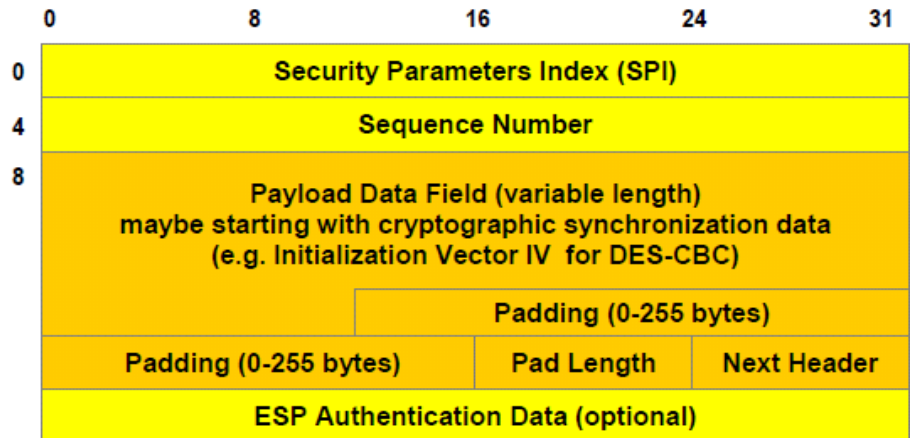 0 8 16 24 31
0 Security Parameters Index (SPI)
4 Sequence Number
8
Payload Data Field (variable length)
maybe starting with cryptographic synchronization data
(e.g. Initialization Vector IV for DES-CBC)
Padding (0-255 bytes)
Padding (0-255 bytes) Pad Length Next Header
ESP Authentication Data (optional)